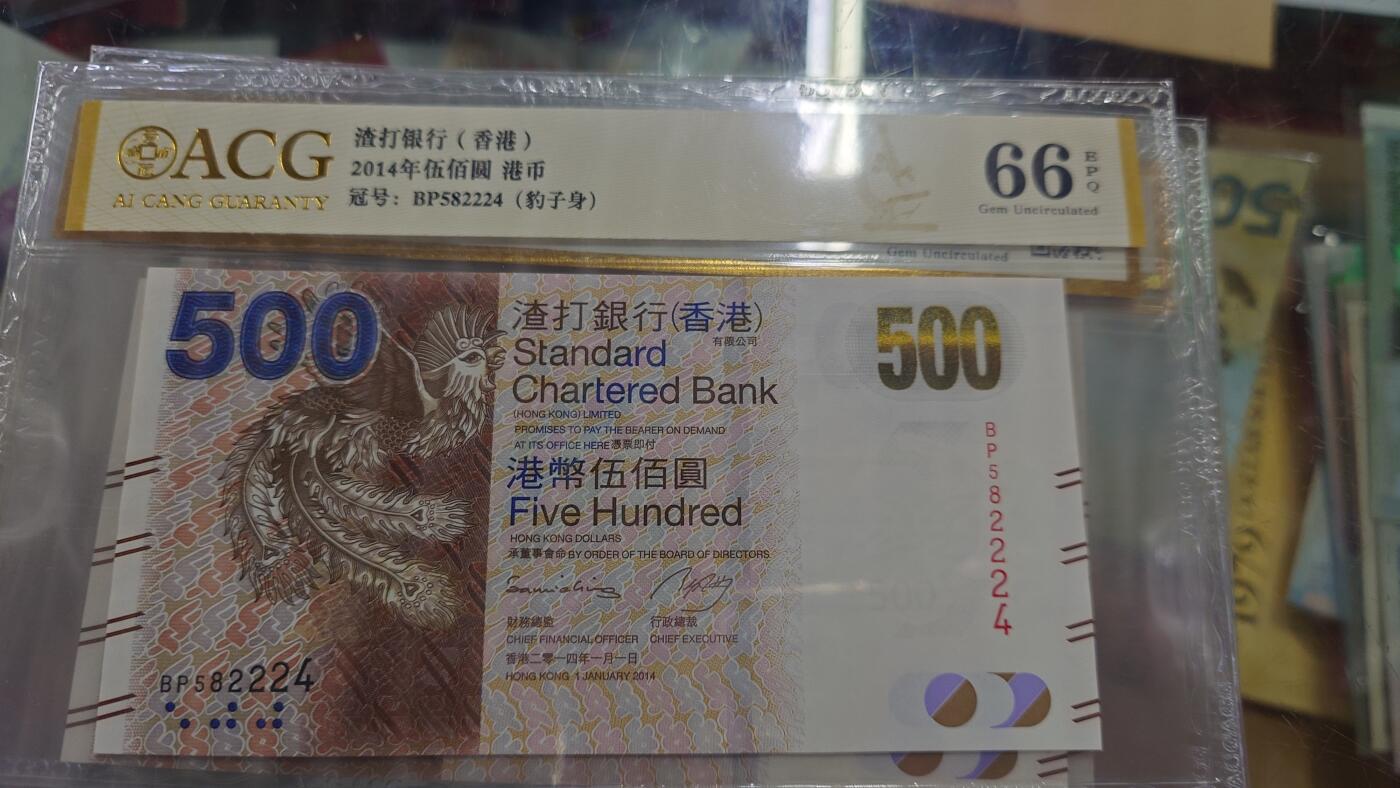 ACG
AI CANG GUARANTY
渣打银行（香港）
2014年伍佰圆 港币
冠号：BP582224（豹子身）
66
EPQ
Gem Uncirculated
Gem Uncirculated
500
渣打銀行(香港)
有限公司
Standard
Chartered Bank
(HONG KONG) LIMITED
PROMISES TO PAY THE BEARER ON DEMAND
AT ITS OFFICE HERE 憑票即付
港幣伍佰圓
Five Hundred
HONG KONG DOLLARS
承董事會命 BY ORDER OF THE BOARD OF DIRECTORS
財務總監 行政總裁
CHIEF FINANCIAL OFFICER CHIEF EXECUTIVE
香港二零一四年一月一日
HONG KONG 1 JANUARY 2014
BP582224
500
BP582224
50
1979